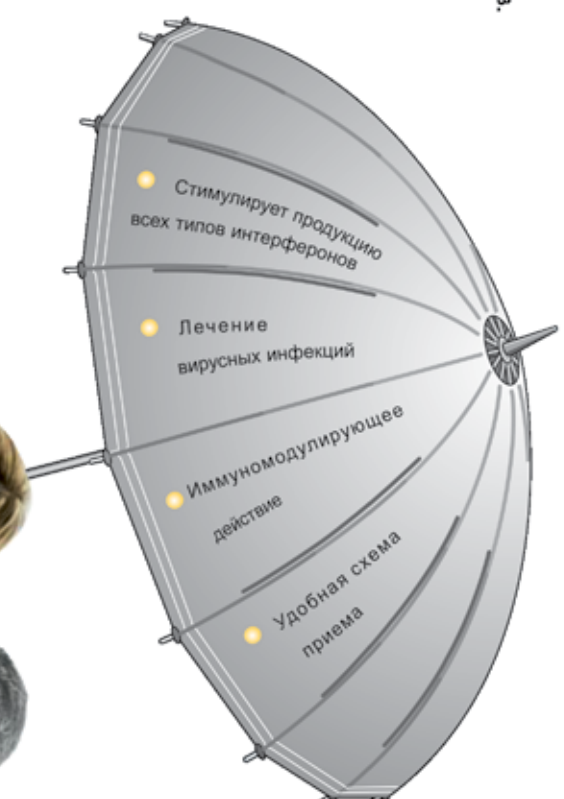 Стимулирует продукцию
всех типов интерферонов
Лечение
вирусных инфекций
Иммуномодулирующее
действие
Удобная схема
приема